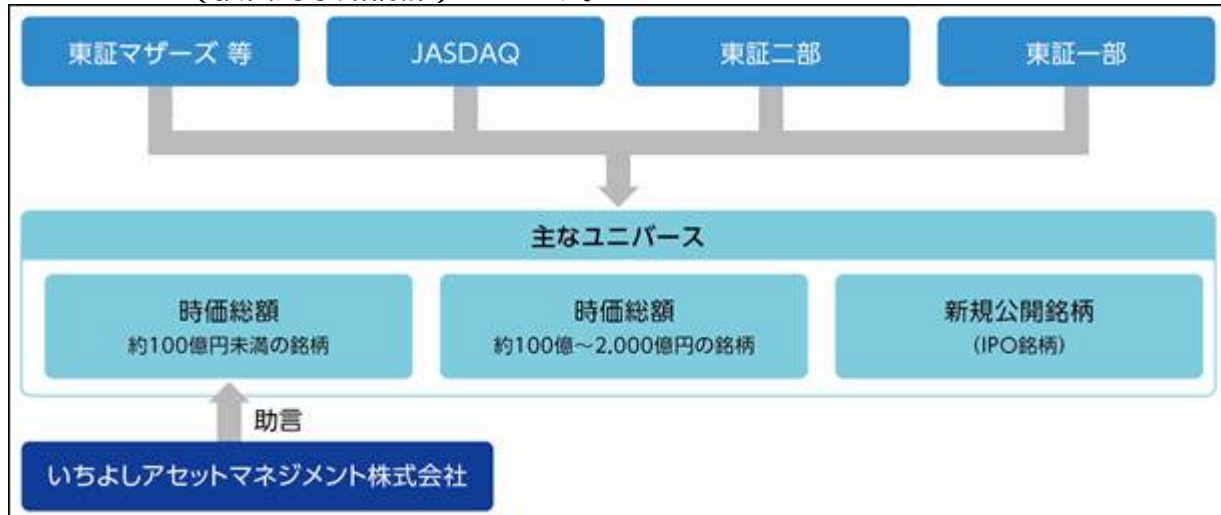 東証マザーズ 等
JASDAQ
東証二部
東証一部
主なユニバース
時価総額
約100億円未満の銘柄
時価総額
約100億～2,000億円の銘柄
新規公開銘柄
(IPO銘柄)
助言
いちよしアセットマネジメント株式会社